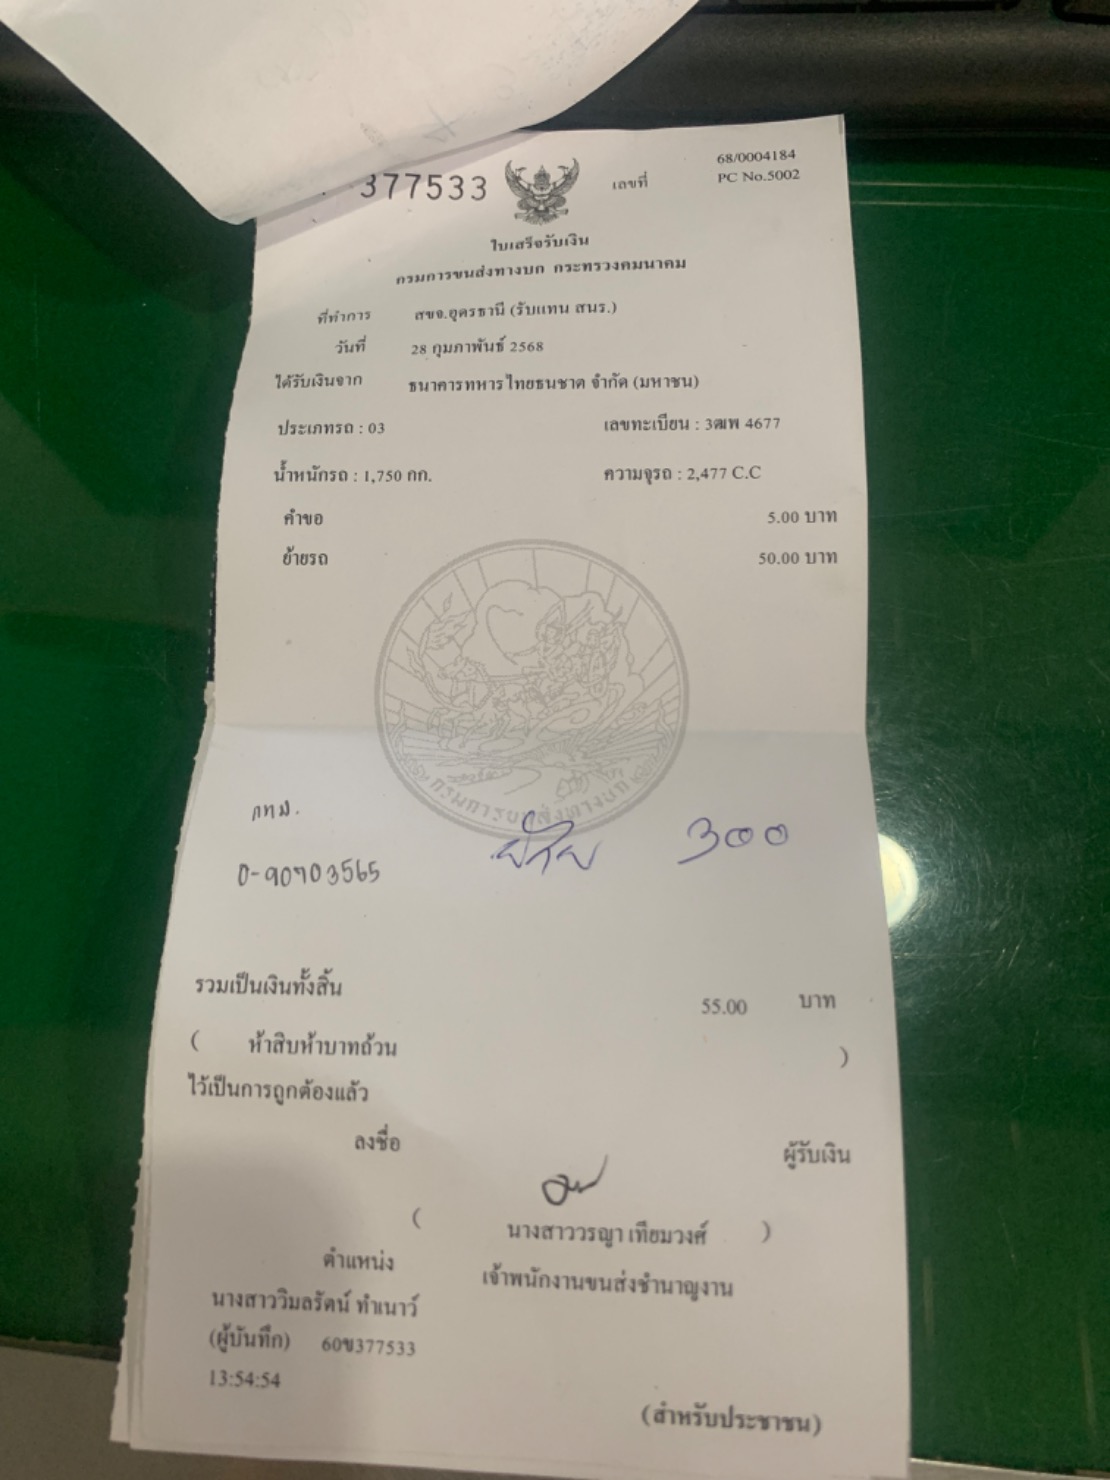 377533
เลขที่ 68/0004184
PC No.5002
ใบเสร็จรับเงิน
กรมการขนส่งทางบก กระทรวงคมนาคม
ที่ทำการ สขจ.อุดรธานี (รับแทน สนร.)
วันที่ 28 กุมภาพันธ์ 2568
ได้รับเงินจาก ธนาคารทหารไทยธนชาต จำกัด (มหาชน)
ประเภทรถ : 03 เลขทะเบียน : 3ฒพ 4677
น้ำหนักรถ : 1,750 กก. ความจุรถ : 2,477 C.C
คำขอ 5.00 บาท
ย้ายรถ 50.00 บาท
กรมการขนส่งทางบก
กทม.
300
0-90703565
รวมเป็นเงินทั้งสิ้น 55.00 บาท
( ห้าสิบห้าบาทถ้วน )
ไว้เป็นการถูกต้องแล้ว
ลงชื่อ ผู้รับเงิน
( นางสาววรญา เทียมวงศ์ )
ตำแหน่ง เจ้าพนักงานขนส่งชำนาญงาน
นางสาววิมลรัตน์ ทำเนาว์
(ผู้บันทึก) 60ข377533
13:54:54
(สำหรับประชาชน)